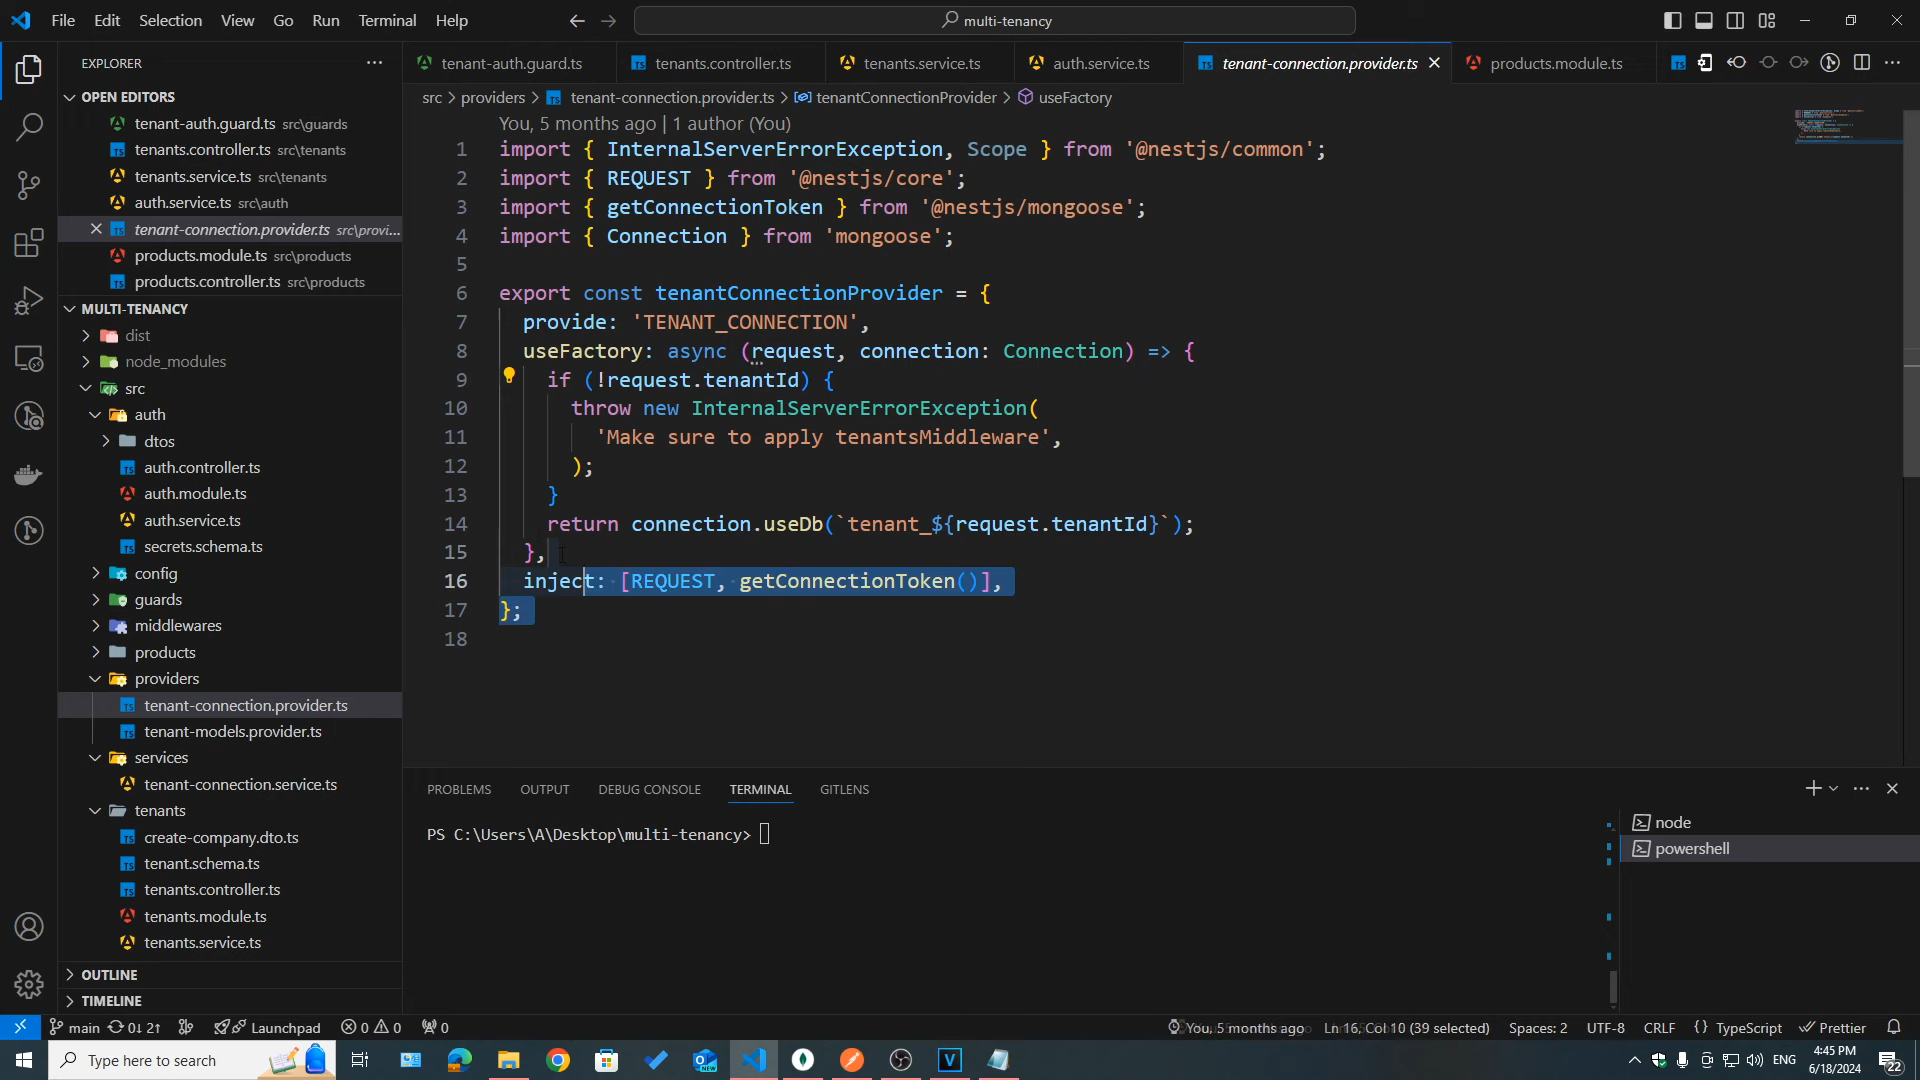 File Edit Selection View Go Run Terminal Help
multi-tenancy
EXPLORER
OPEN EDITORS
tenant-auth.guard.ts src\guards
tenants.controller.ts src\tenants
tenants.service.ts src\tenants
auth.service.ts src\auth
tenant-connection.provider.ts src\provi...
products.module.ts src\products
products.controller.ts src\products
MULTI-TENANCY
dist
node_modules
src
auth
dtos
auth.controller.ts
auth.module.ts
auth.service.ts
secrets.schema.ts
config
guards
middlewares
products
providers
tenant-connection.provider.ts
tenant-models.provider.ts
services
tenant-connection.service.ts
tenants
create-company.dto.ts
tenant.schema.ts
tenants.controller.ts
tenants.module.ts
tenants.service.ts
OUTLINE
TIMELINE
tenant-auth.guard.ts tenants.controller.ts tenants.service.ts auth.service.ts tenant-connection.provider.ts products.module.ts
src > providers > tenant-connection.provider.ts > tenantConnectionProvider > useFactory
You, 5 months ago | 1 author (You)
1 import { InternalServerErrorException, Scope } from '@nestjs/common';
2 import { REQUEST } from '@nestjs/core';
3 import { getConnectionToken } from '@nestjs/mongoose';
4 import { Connection } from 'mongoose';
5
6 export const tenantConnectionProvider = {
7 provide: 'TENANT_CONNECTION',
8 useFactory: async (request, connection: Connection) => {
9 if (!request.tenantId) {
10 throw new InternalServerErrorException(
11 'Make sure to apply tenantsMiddleware',
12 );
13 }
14 return connection.useDb(`tenant_${request.tenantId}`);
15 },
16 inject: [REQUEST, getConnectionToken()],
17 };
18
PROBLEMS OUTPUT DEBUG CONSOLE TERMINAL GITLENS
PS C:\Users\A\Desktop\multi-tenancy>
node
powershell
main 0↓ 2↑ Launchpad 0 0 0
You, 5 months ago Ln 16, Col 10 (39 selected) Spaces: 2 UTF-8 CRLF {} TypeScript Prettier
Type here to search
ENG
4:45 PM
6/18/2024
22